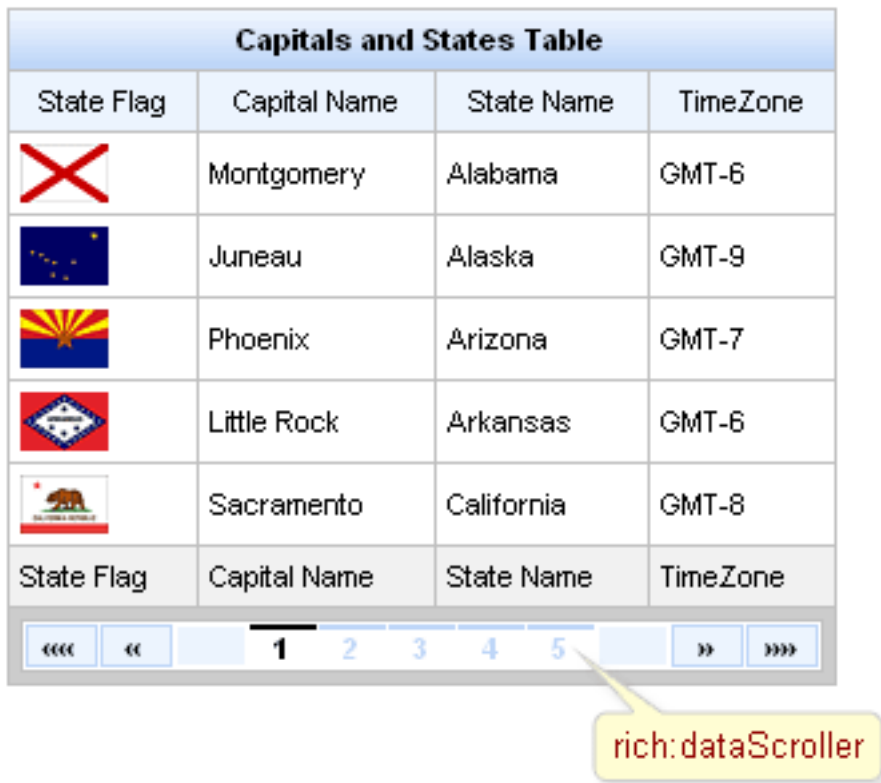 Capitals and States Table
State Flag Capital Name State Name TimeZone
Montgomery Alabama GMT-6
Juneau Alaska GMT-9
Phoenix Arizona GMT-7
Little Rock Arkansas GMT-6
Sacramento California GMT-8
State Flag Capital Name State Name TimeZone
«« « 1 2 3 4 5 » »»
rich:dataScroller